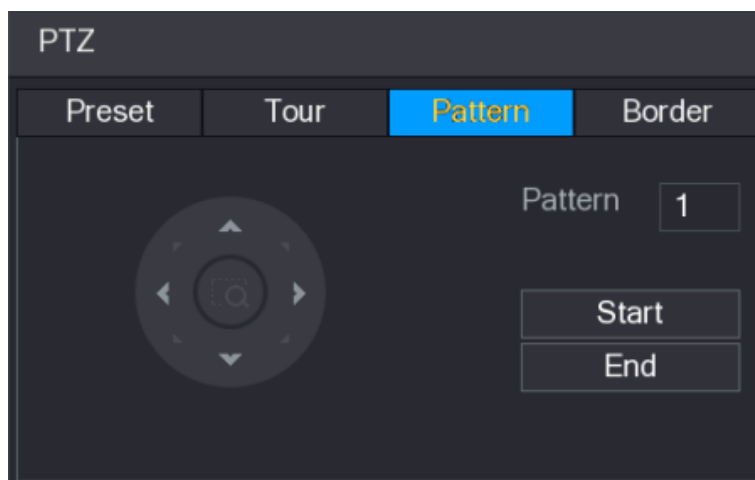 PTZ
Preset Tour Pattern Border
Pattern 1
Start
End